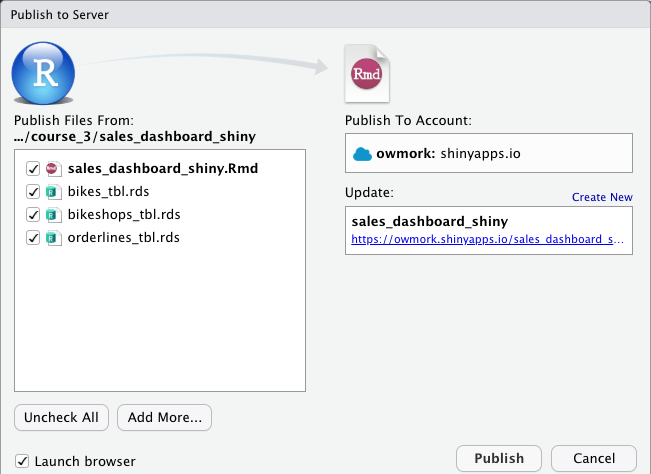 Publish to Server
R
Rmd
Publish Files From:
.../course_3/sales_dashboard_shiny
sales_dashboard_shiny.Rmd
bikes_tbl.rds
bikeshops_tbl.rds
orderlines_tbl.rds
Uncheck All
Add More...
Publish To Account:
owmork: shinyapps.io
Update:
Create New
sales_dashboard_shiny
https://owmork.shinyapps.io/sales_dashboard_s...
Launch browser
Publish
Cancel